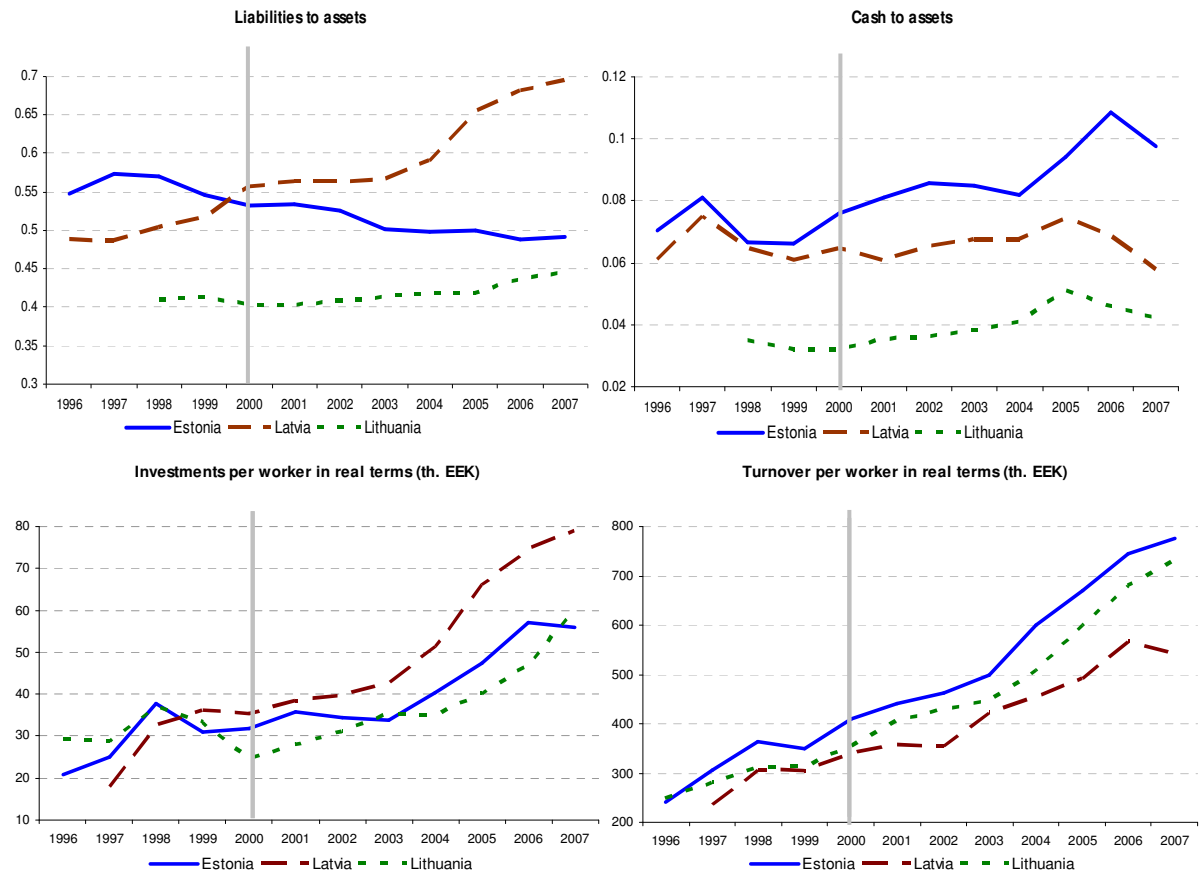 Liabilities to assets
0.7
0.65
0.6
0.55
0.5
0.45
0.4
0.35
0.3
1996 1997 1998 1999 2000 2001 2002 2003 2004 2005 2006 2007
Estonia Latvia Lithuania
Cash to assets
0.12
0.1
0.08
0.06
0.04
0.02
1996 1997 1998 1999 2000 2001 2002 2003 2004 2005 2006 2007
Estonia Latvia Lithuania
Investments per worker in real terms (th. EEK)
80
70
60
50
40
30
20
10
1996 1997 1998 1999 2000 2001 2002 2003 2004 2005 2006 2007
Estonia Latvia Lithuania
Turnover per worker in real terms (th. EEK)
800
700
600
500
400
300
200
1996 1997 1998 1999 2000 2001 2002 2003 2004 2005 2006 2007
Estonia Latvia Lithuania